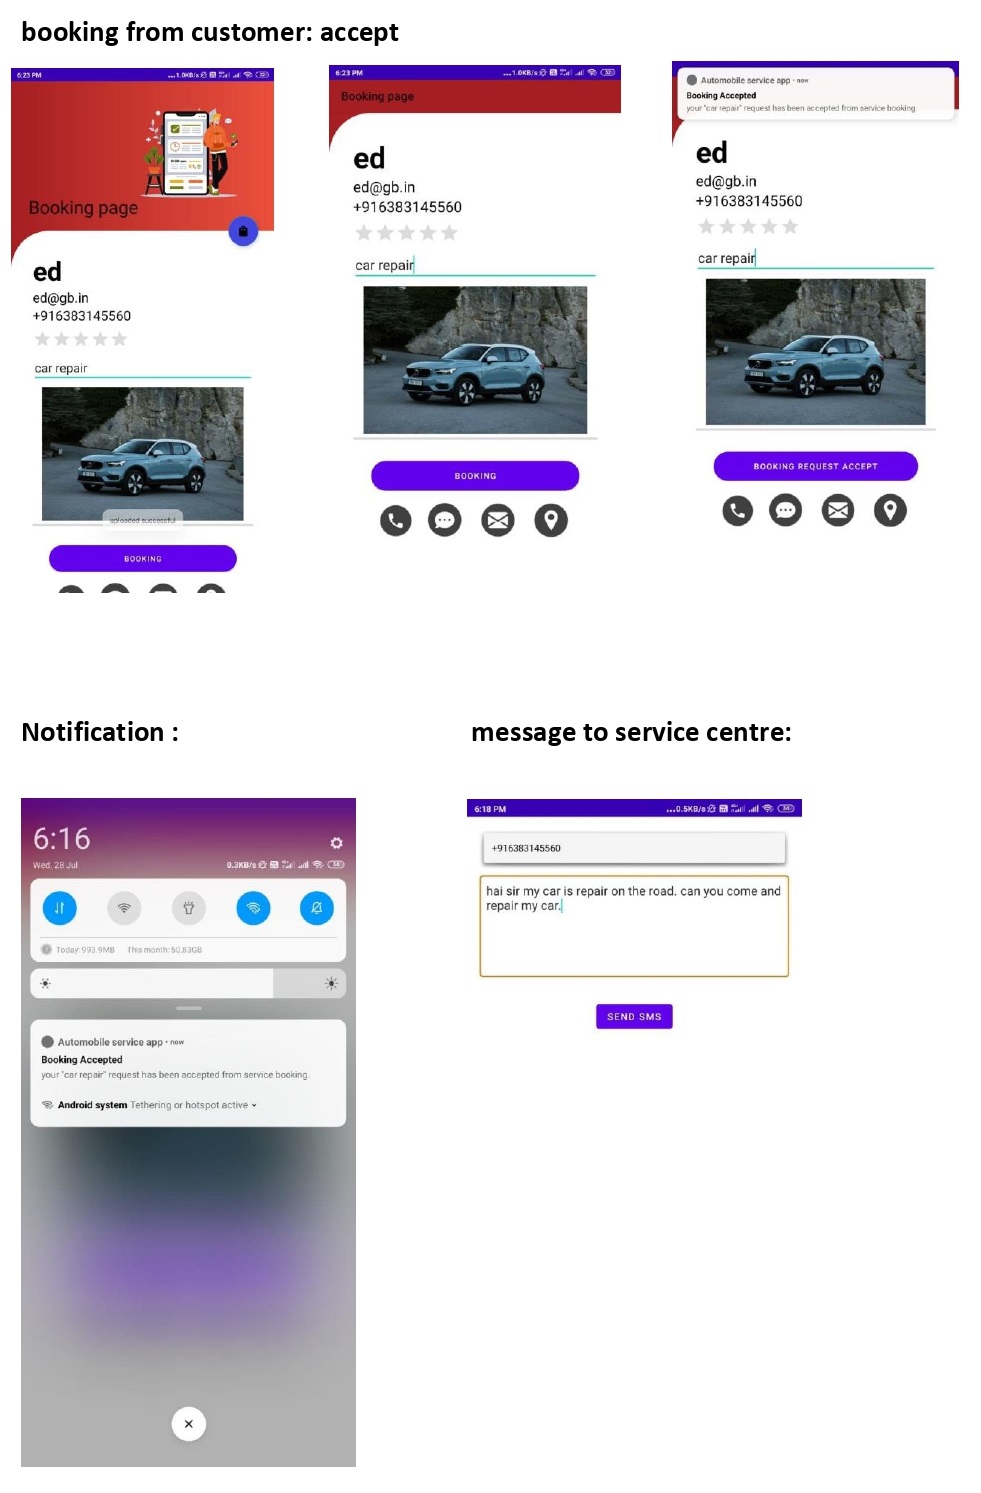 booking from customer: accept
6:23 PM
...1.0KB/s
Booking page
ed
ed@gb.in
+916383145560
car repair
uploaded successful
BOOKING
6:23 PM
...1.0KB/s
Booking page
ed
ed@gb.in
+916383145560
car repair
BOOKING
Automobile service app • now
Booking Accepted
your "car repair" request has been accepted from service booking.
ed
ed@gb.in
+916383145560
car repair
BOOKING REQUEST ACCEPT
Notification :
message to service centre:
6:16
Wed, 28 Jul
0.3KB/s
Today: 993.9MB This month: 50.83GB
Automobile service app • now
Booking Accepted
your "car repair" request has been accepted from service booking.
Android system Tethering or hotspot active
6:18 PM
...0.5KB/s
+916383145560
hai sir my car is repair on the road. can you come and
repair my car.
SEND SMS